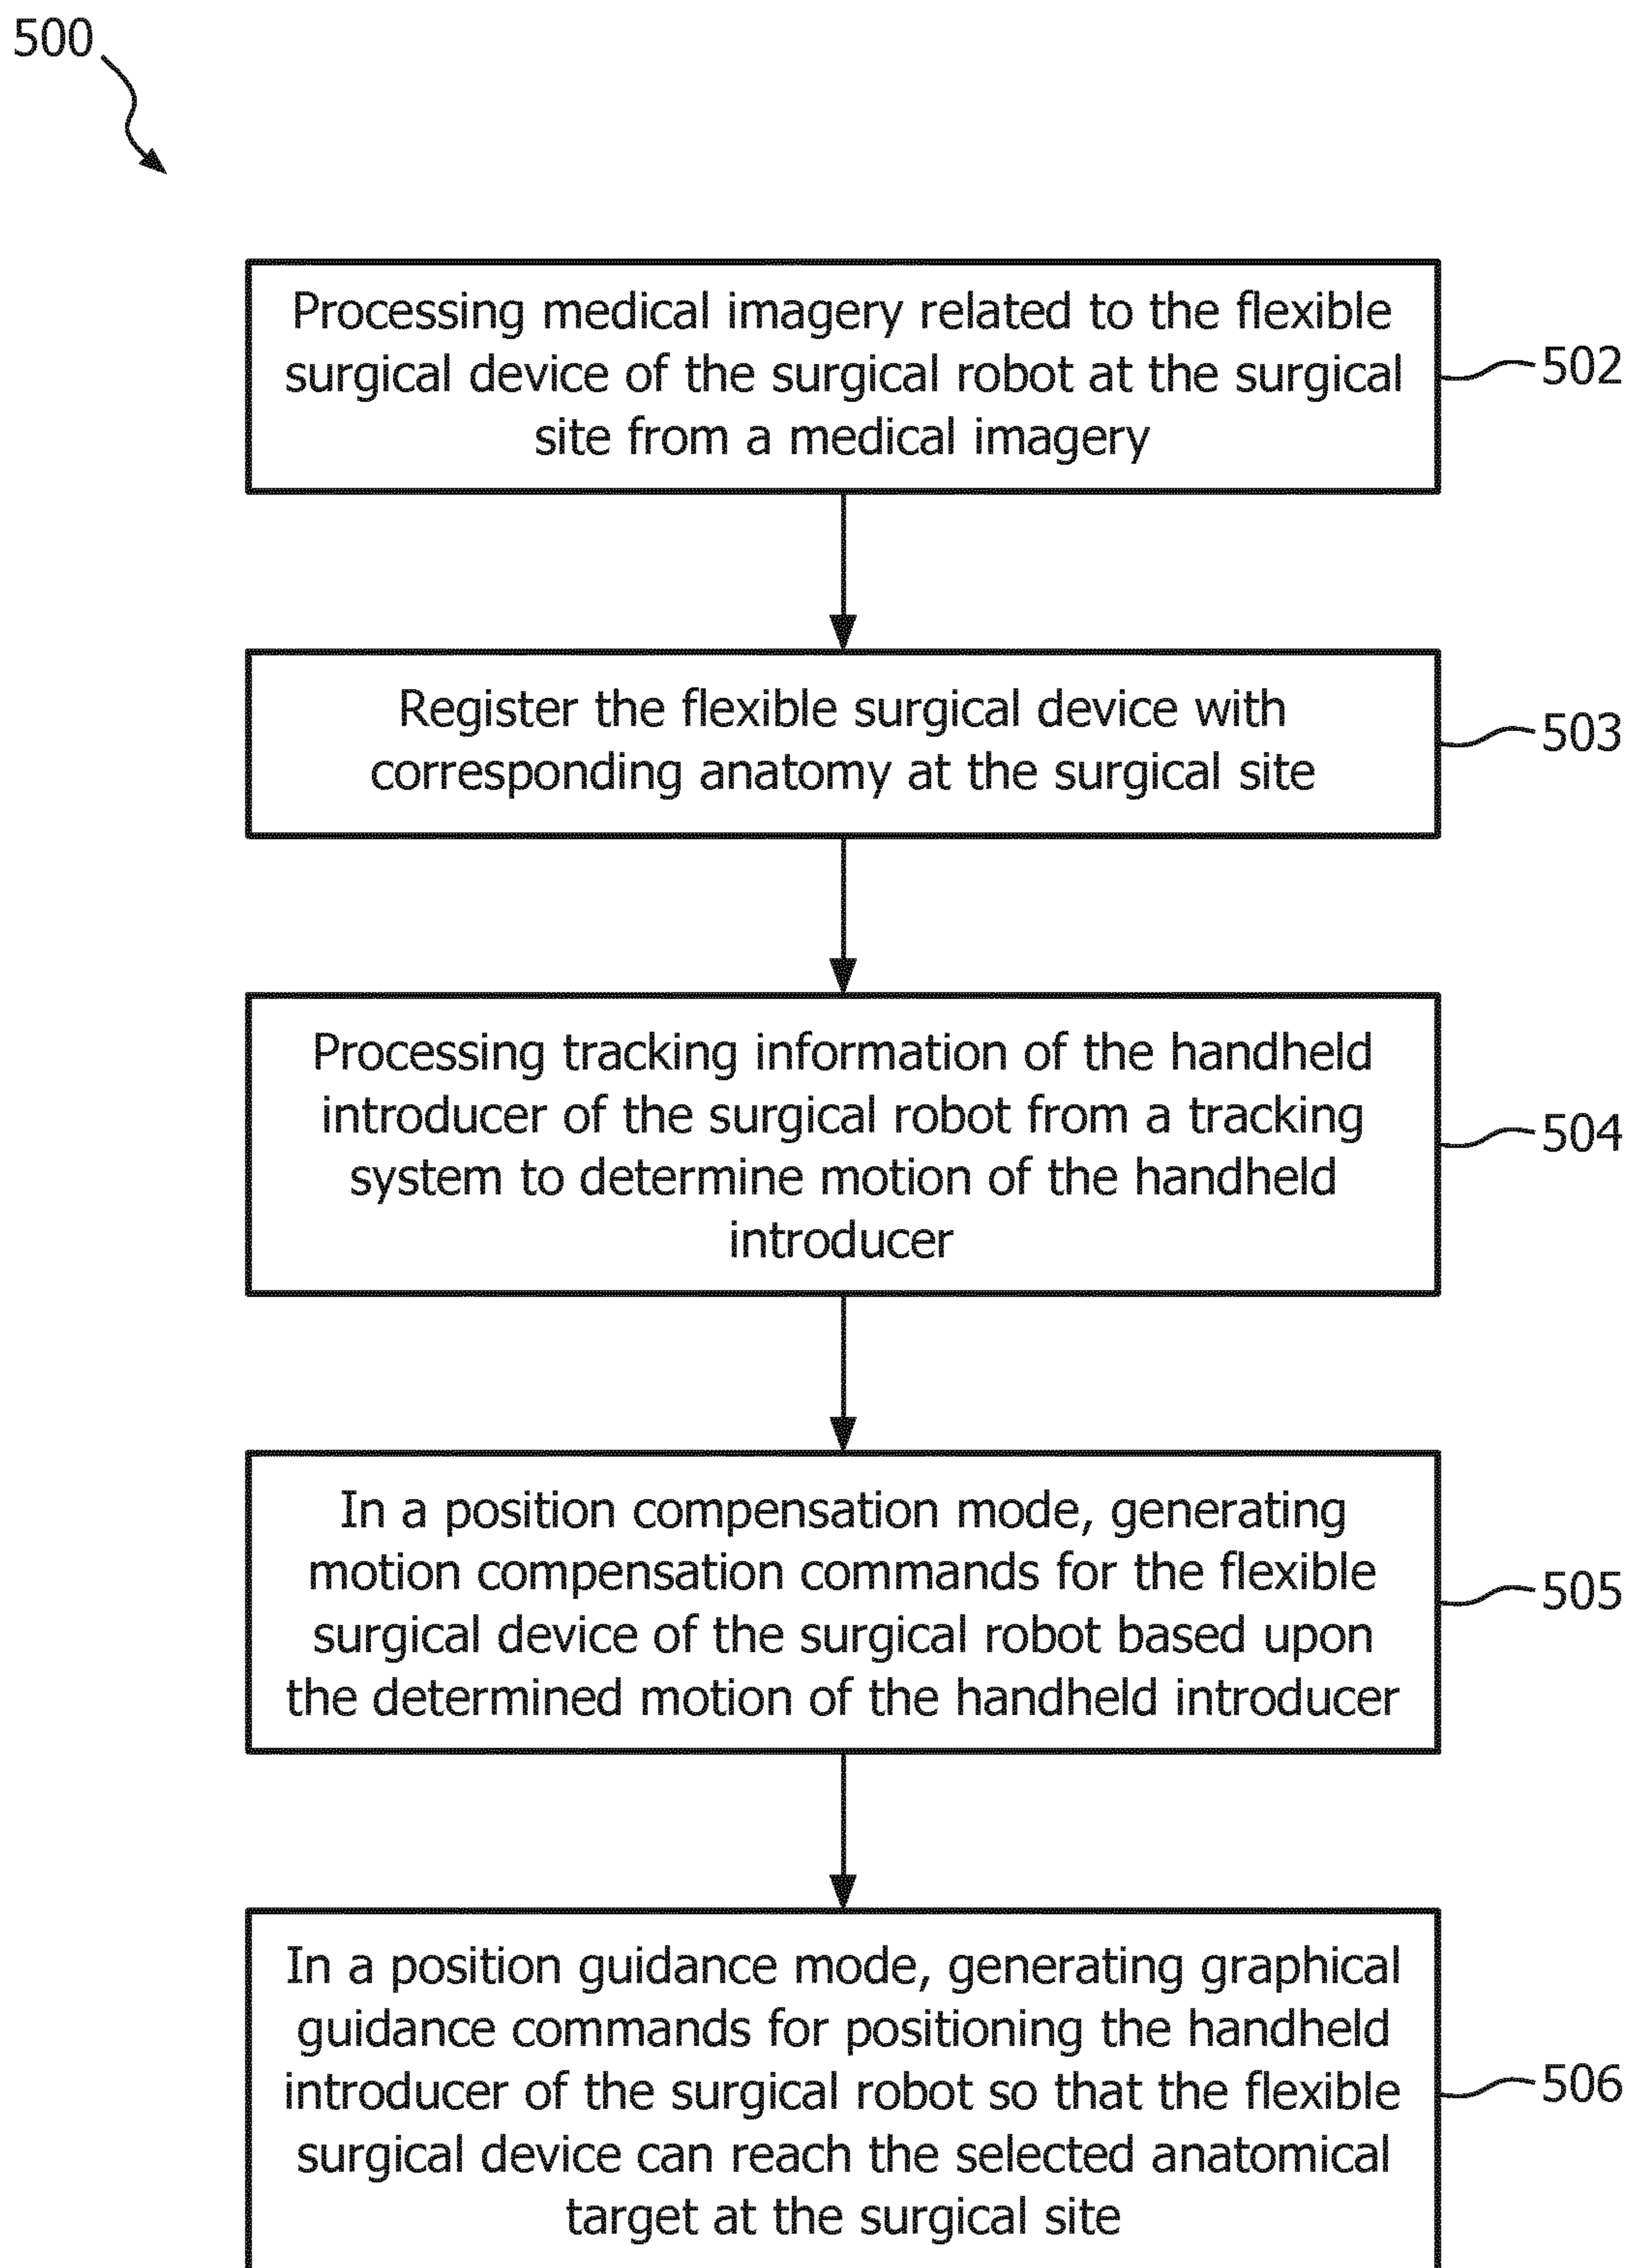 500
Processing medical imagery related to the flexible
surgical device of the surgical robot at the surgical
site from a medical imagery
502
Register the flexible surgical device with
corresponding anatomy at the surgical site
503
Processing tracking information of the handheld
introducer of the surgical robot from a tracking
system to determine motion of the handheld
introducer
504
In a position compensation mode, generating
motion compensation commands for the flexible
surgical device of the surgical robot based upon
the determined motion of the handheld introducer
505
In a position guidance mode, generating graphical
guidance commands for positioning the handheld
introducer of the surgical robot so that the flexible
surgical device can reach the selected anatomical
target at the surgical site
506